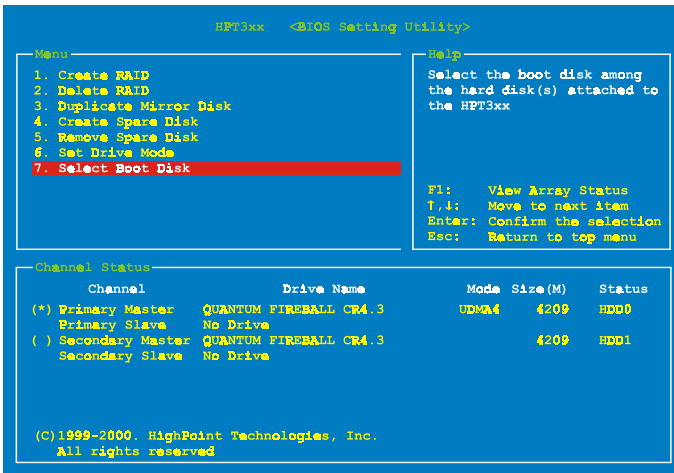 HPT3xx <BIOS Setting Utility>
Menu
1. Create RAID
2. Delete RAID
3. Duplicate Mirror Disk
4. Create Spare Disk
5. Remove Spare Disk
6. Set Drive Mode
7. Select Boot Disk
Help
Select the boot disk among
the hard disk(s) attached to
the HPT3xx
F1: View Array Status
↑,↓: Move to next item
Enter: Confirm the selection
Esc: Return to top menu
Channel Status
Channel Drive Name Mode Size(M) Status
(*) Primary Master QUANTUM FIREBALL CR4.3 UDMA4 4209 HDD0
Primary Slave No Drive
( ) Secondary Master QUANTUM FIREBALL CR4.3 4209 HDD1
Secondary Slave No Drive
(C)1999-2000. HighPoint Technologies, Inc.
All rights reserved